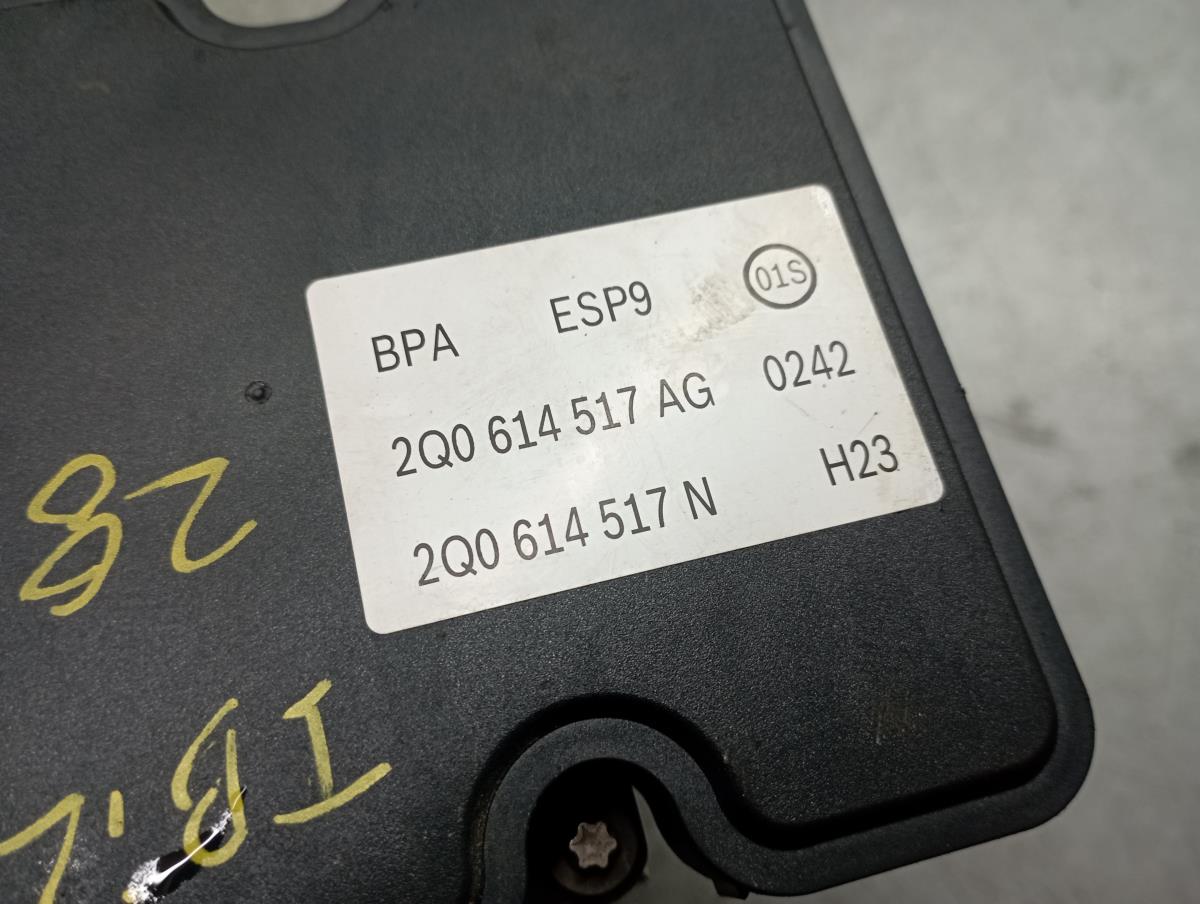 BPA ESP9 01S
2Q0 614 517 AG 0242
2Q0 614 517 N H23